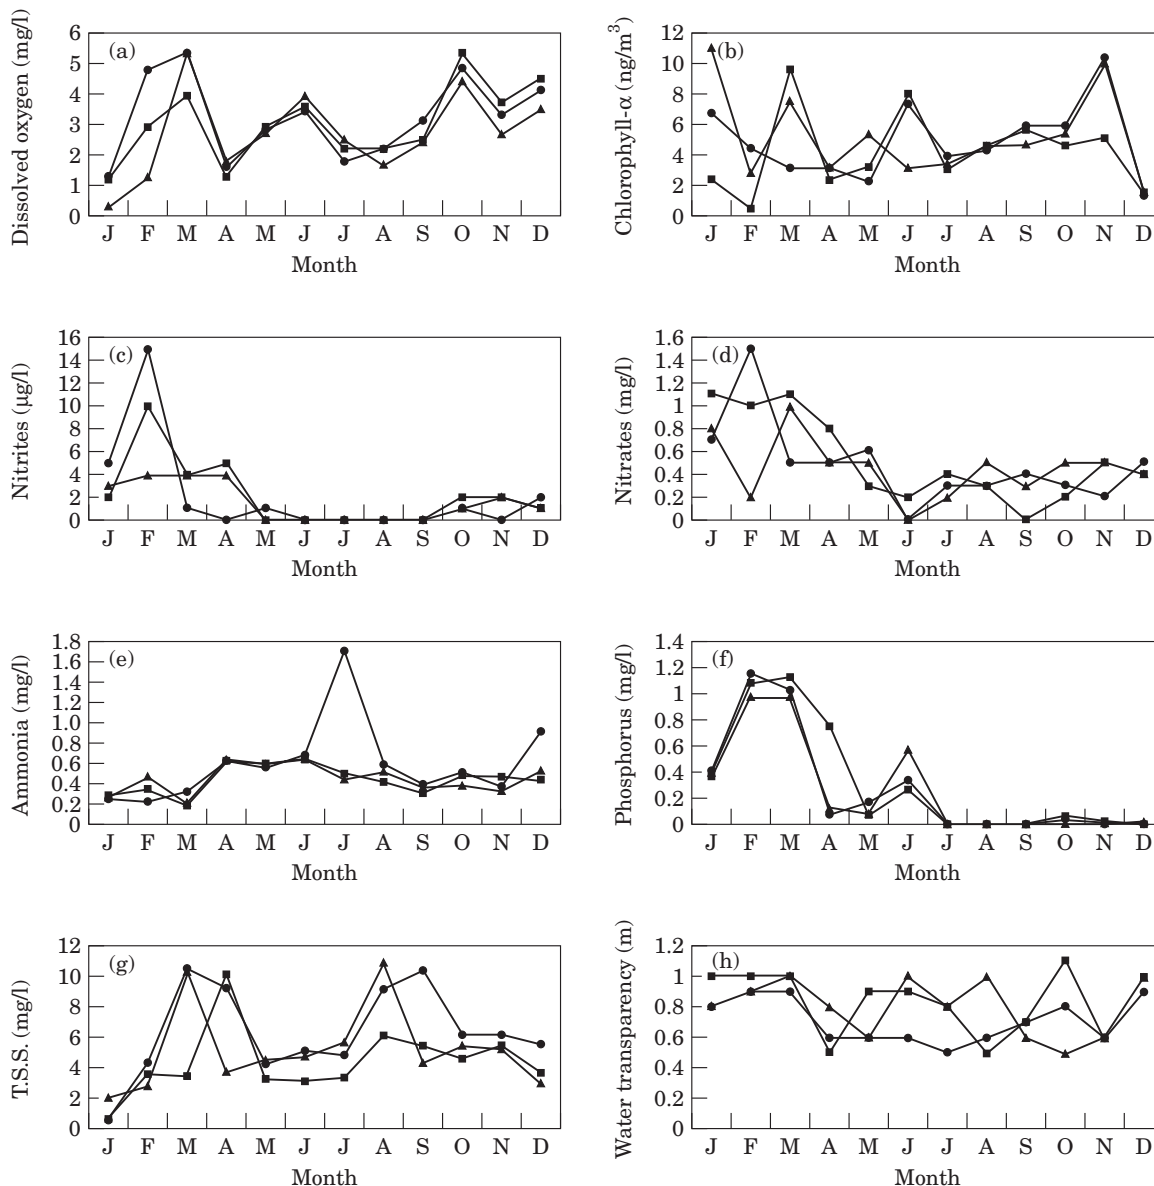 Dissolved oxygen (mg/l)
6
5
4
3
2
1
0
(a)
J F M A M J J A S O N D
Month
Chlorophyll-α (ng/m³)
12
10
8
6
4
2
0
(b)
J F M A M J J A S O N D
Month
Nitrites (μg/l)
16
14
12
10
8
6
4
2
0
(c)
J F M A M J J A S O N D
Month
Nitrates (mg/l)
1.6
1.4
1.2
1
0.8
0.6
0.4
0.2
0
(d)
J F M A M J J A S O N D
Month
Ammonia (mg/l)
1.8
1.6
1.4
1.2
1.0
0.8
0.6
0.4
0.2
0
(e)
J F M A M J J A S O N D
Month
Phosphorus (mg/l)
1.4
1.2
1
0.8
0.6
0.4
0.2
0
(f)
J F M A M J J A S O N D
Month
T.S.S. (mg/l)
12
10
8
6
4
2
0
(g)
J F M A M J J A S O N D
Month
Water transparency (m)
1.2
1
0.8
0.6
0.4
0.2
0
(h)
J F M A M J J A S O N D
Month